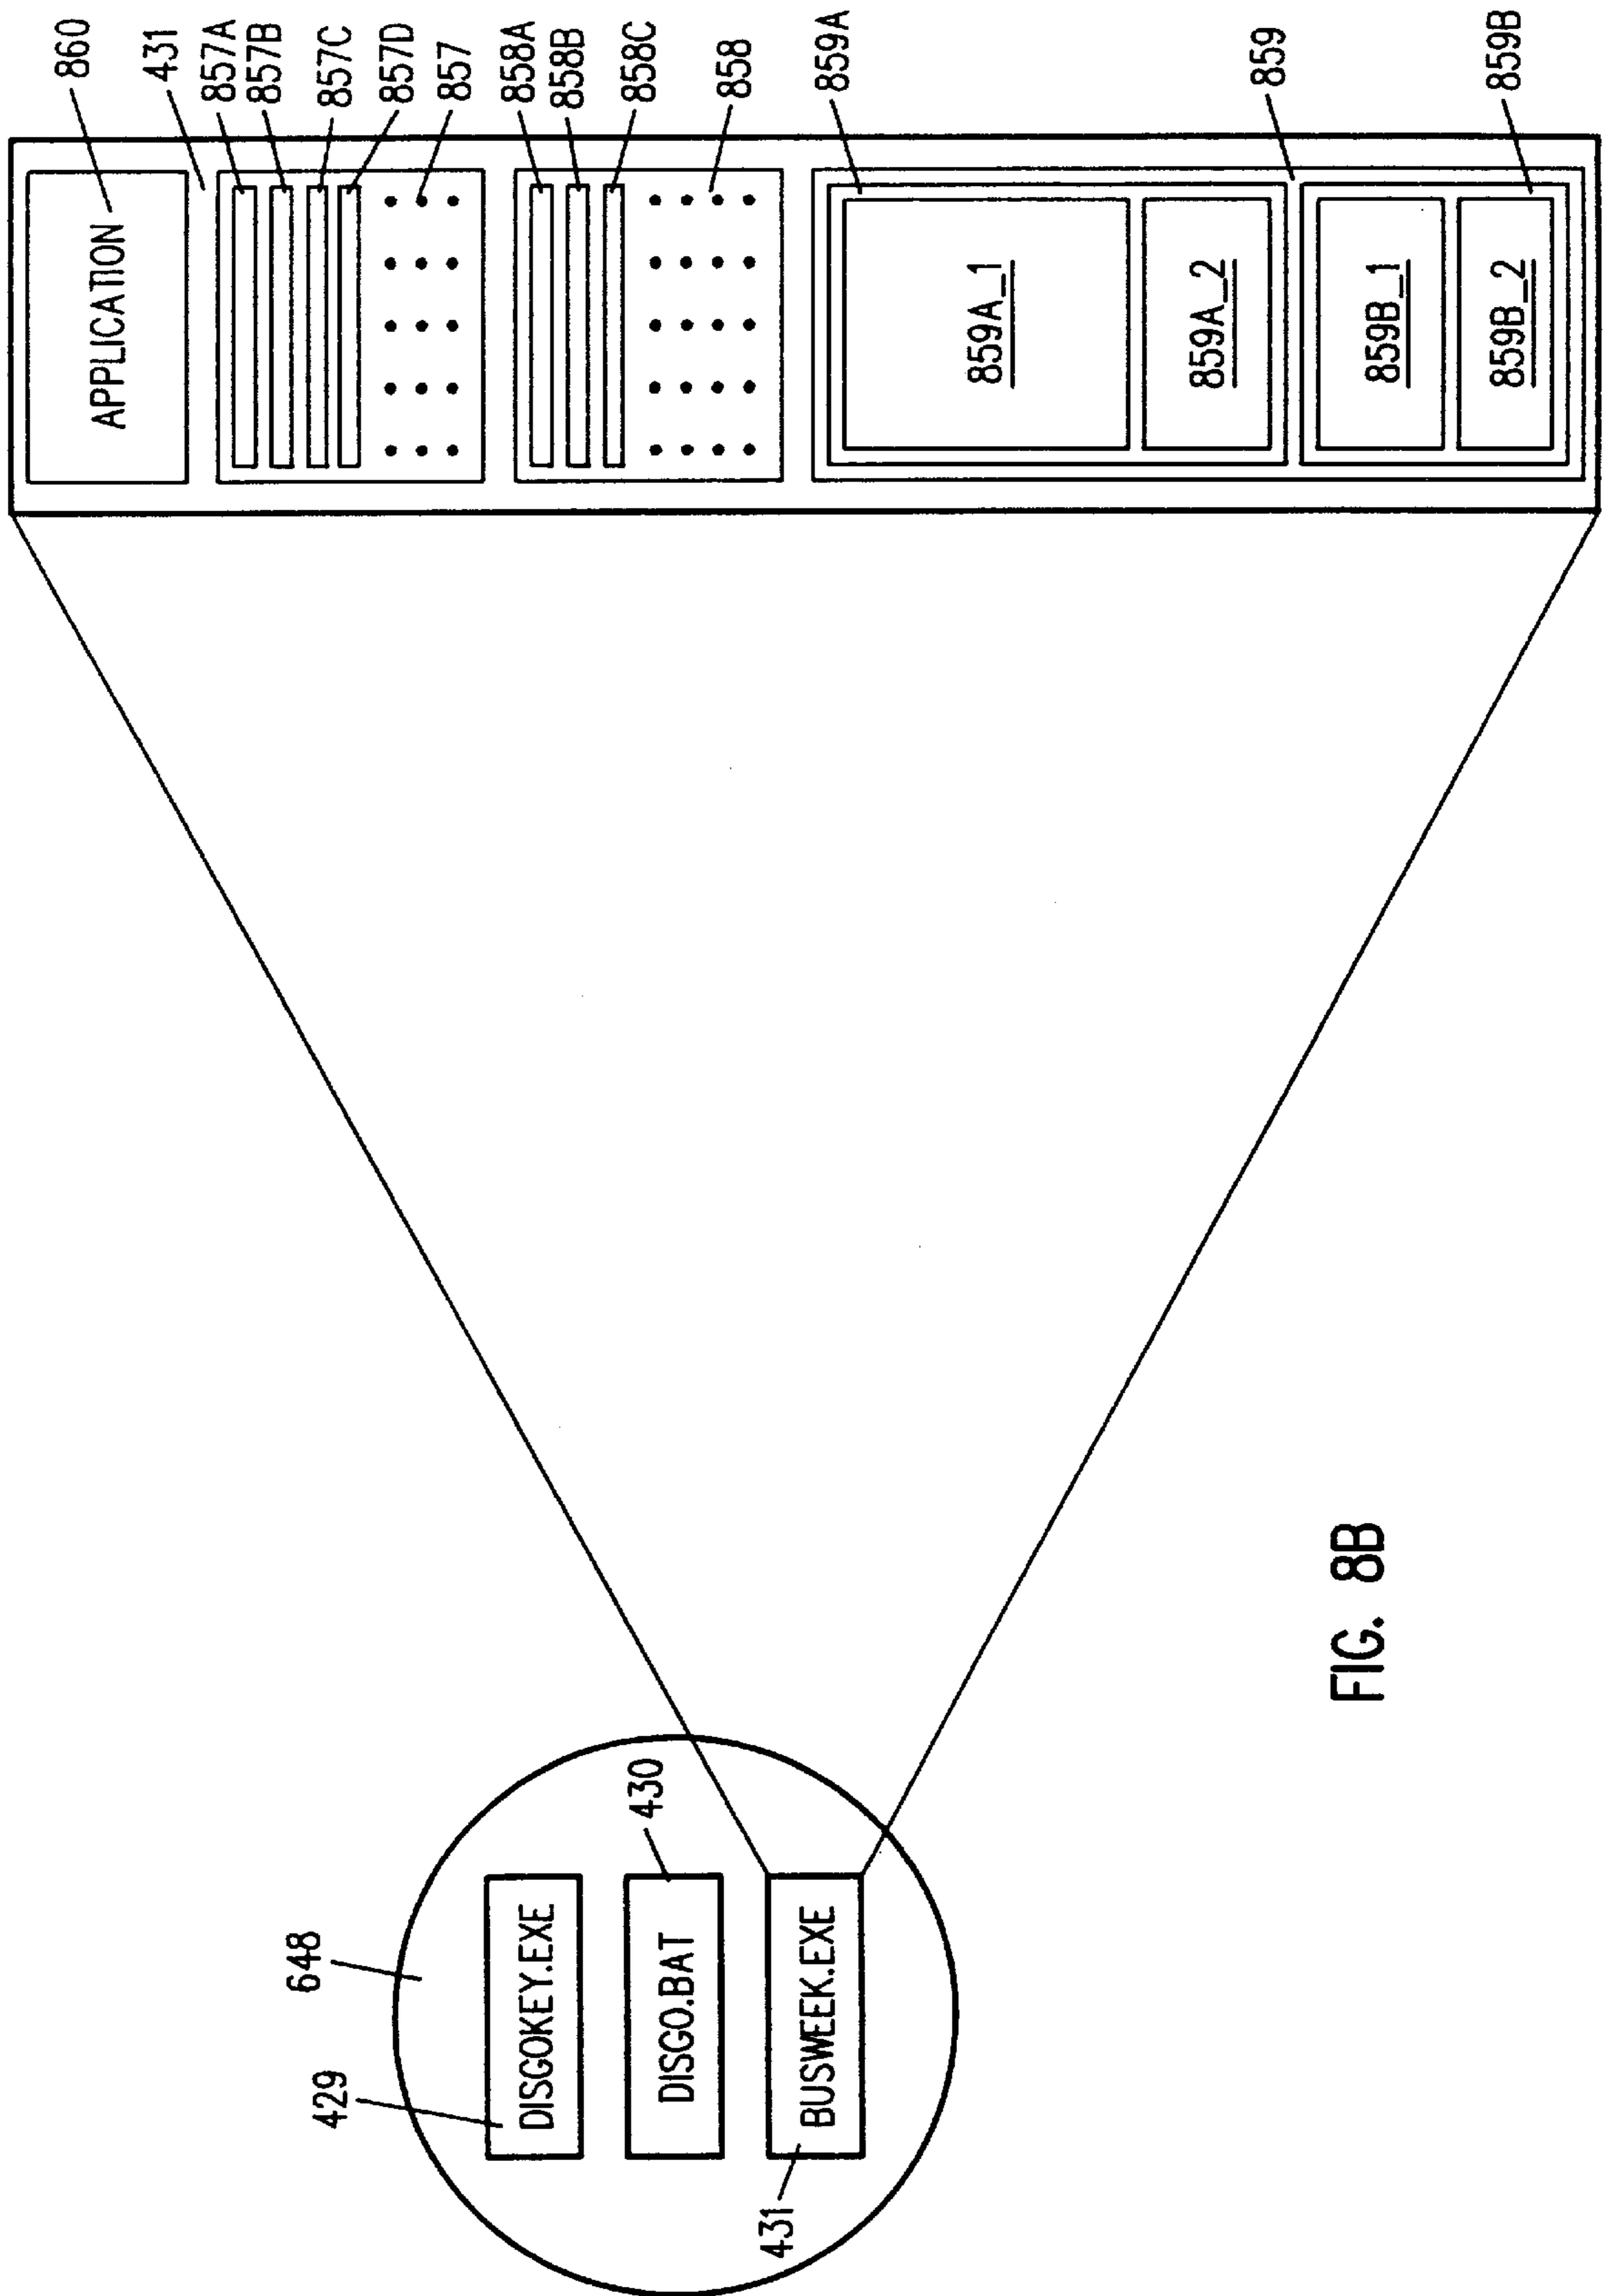 648
429
DISGOKEY.EXE
430
DISGO.BAT
431
BUSWEEK.EXE
860
APPLICATION
431
857A
857B
857C
857D
857
858A
858B
858C
858
859A
859A_1
859A_2
859
859B_1
859B_2
859B
FIG. 8B